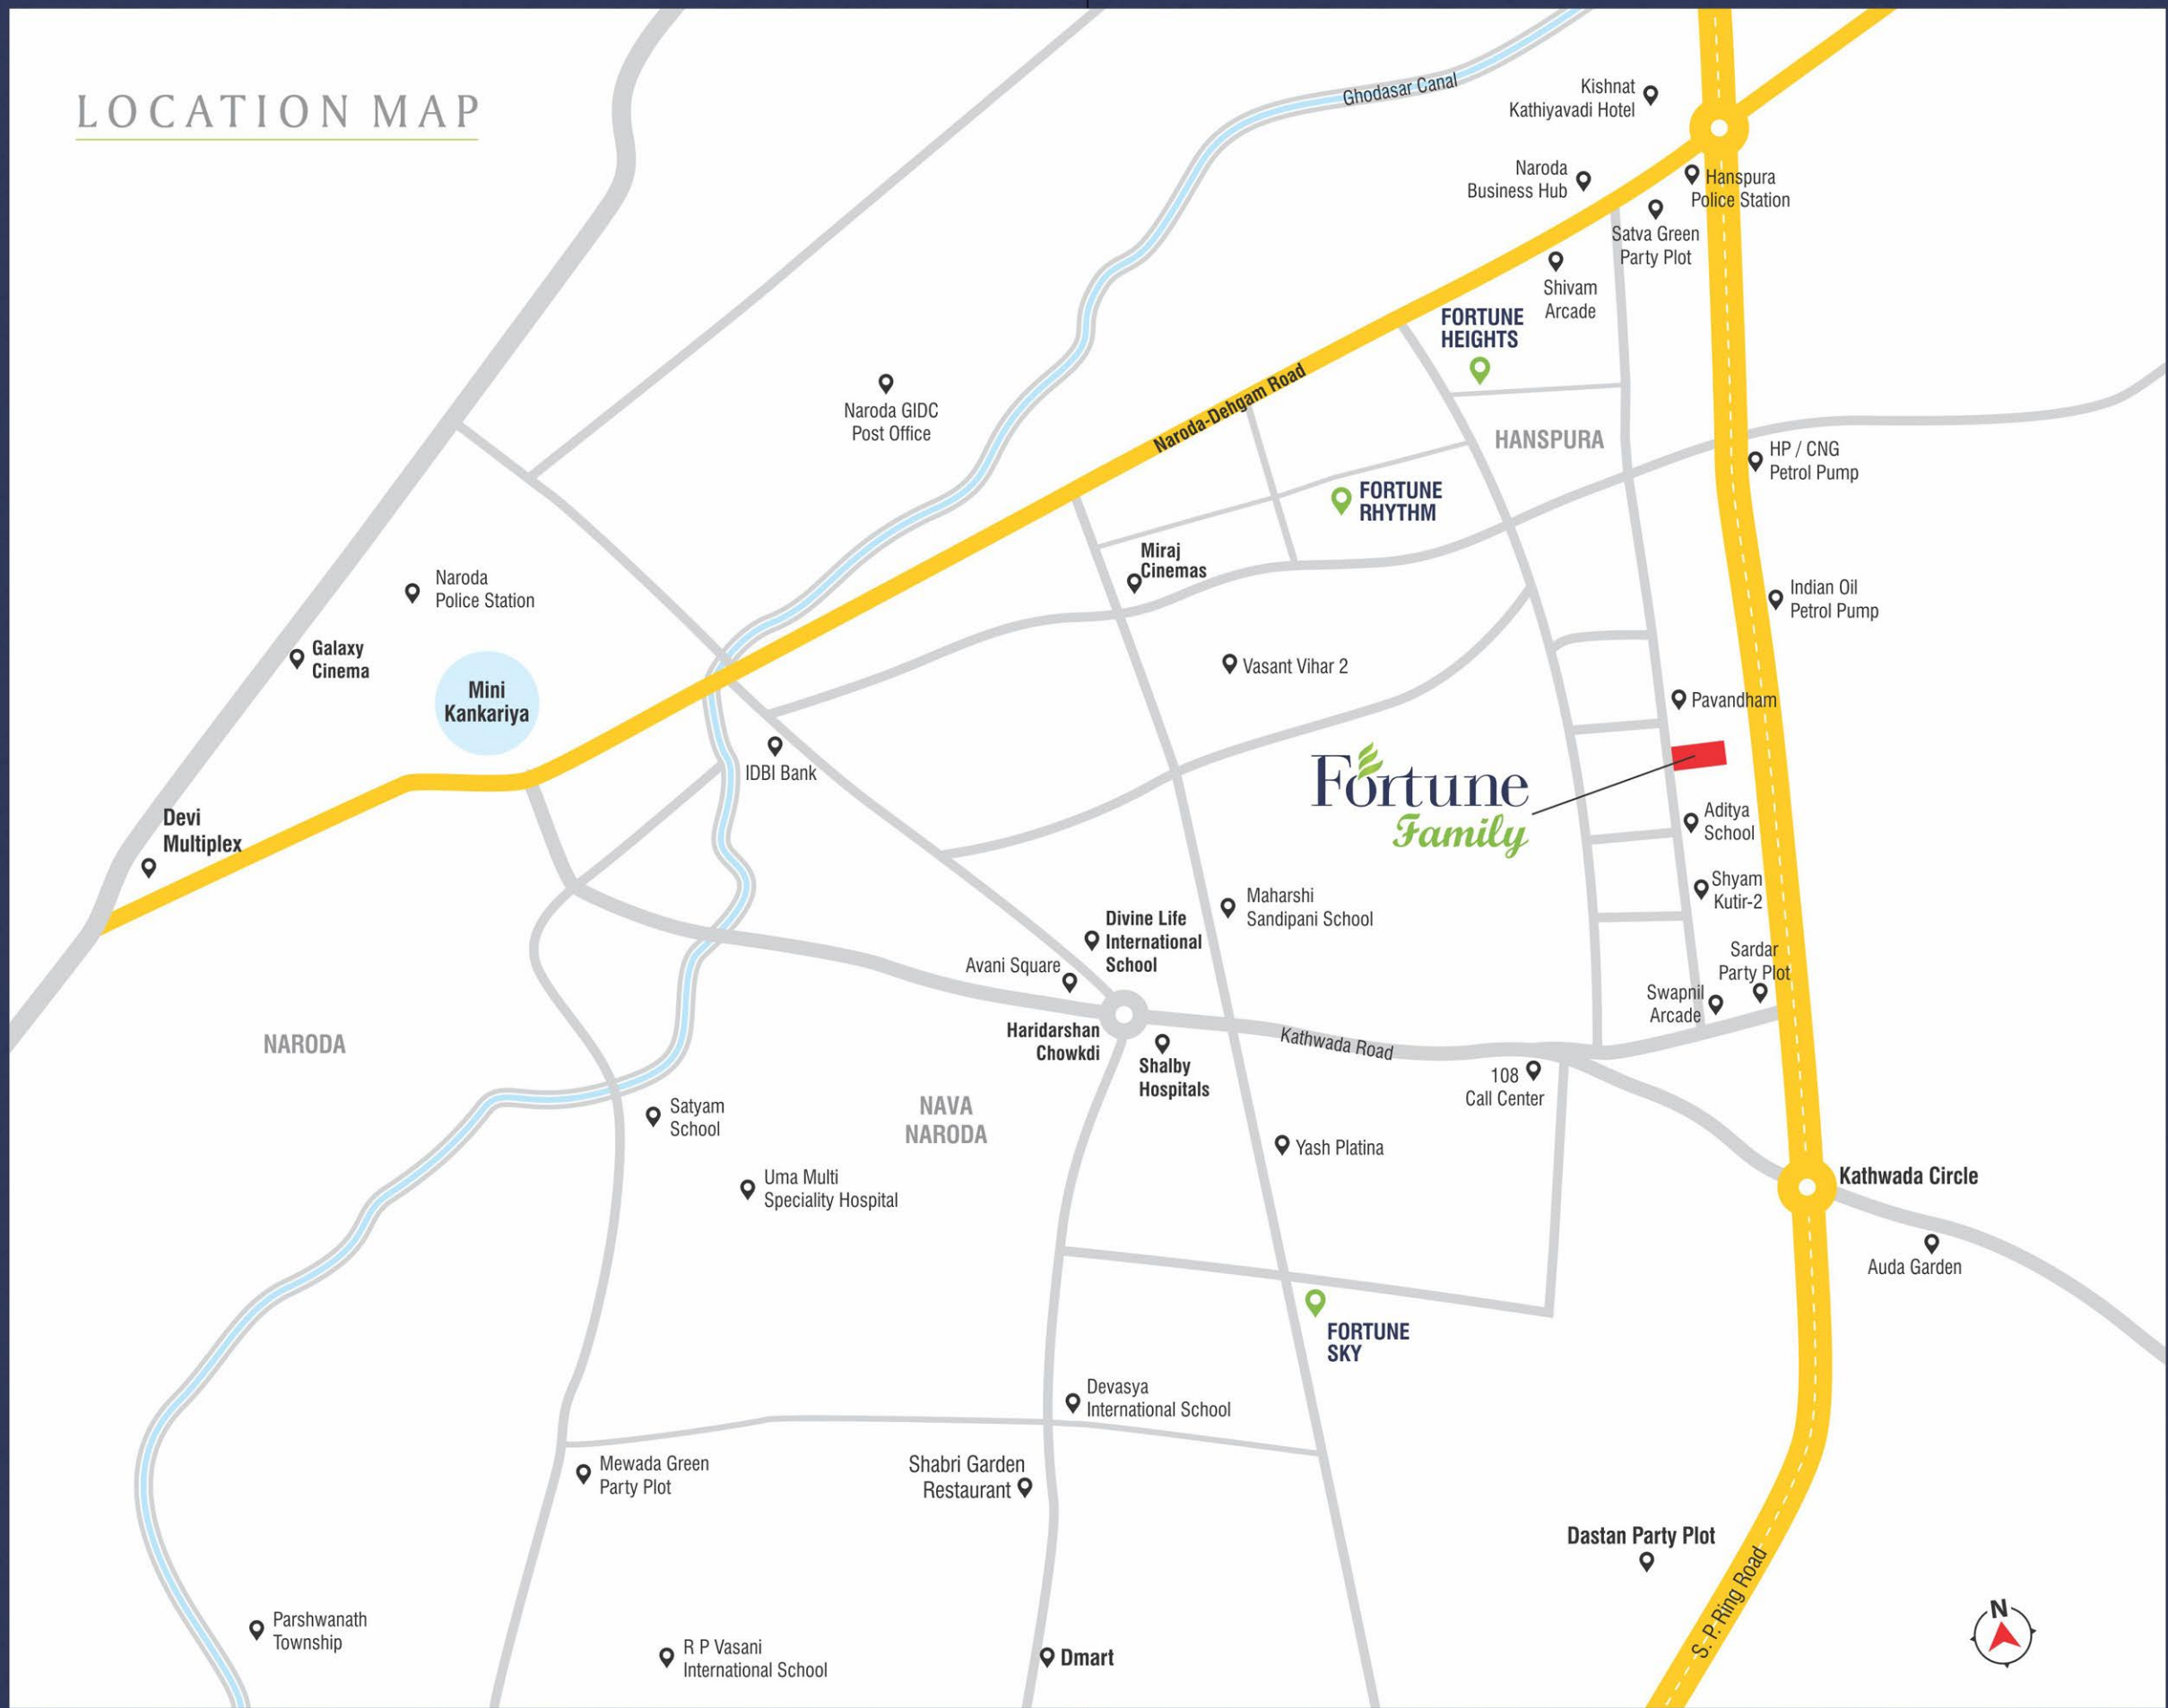 LOCATION MAP
Ghodasar Canal
Kishnat
Kathiyavadi Hotel
Naroda
Business Hub
Hanspura
Police Station
Satva Green
Party Plot
Shivam
Arcade
FORTUNE
HEIGHTS
Naroda-Dehgam Road
Naroda GIDC
Post Office
HANSPURA
HP / CNG
Petrol Pump
FORTUNE
RHYTHM
Miraj
Cinemas
Naroda
Police Station
Indian Oil
Petrol Pump
Galaxy
Cinema
Mini
Kankariya
Vasant Vihar 2
Pavandham
IDBI Bank
Fortune
Family
Devi
Multiplex
Aditya
School
Shyam
Kutir-2
Maharshi
Sandipani School
Divine Life
International
School
Avani Square
Sardar
Party Plot
Swapnil
Arcade
NARODA
Haridarshan
Chowkdi
Kathwada Road
Shalby
Hospitals
108
Call Center
Satyam
School
NAVA
NARODA
Yash Platina
Uma Multi
Speciality Hospital
Kathwada Circle
Auda Garden
FORTUNE
SKY
Devasya
International School
Mewada Green
Party Plot
Shabri Garden
Restaurant
Dastan Party Plot
S. P. Ring Road
Parshwanath
Township
R P Vasani
International School
Dmart
N